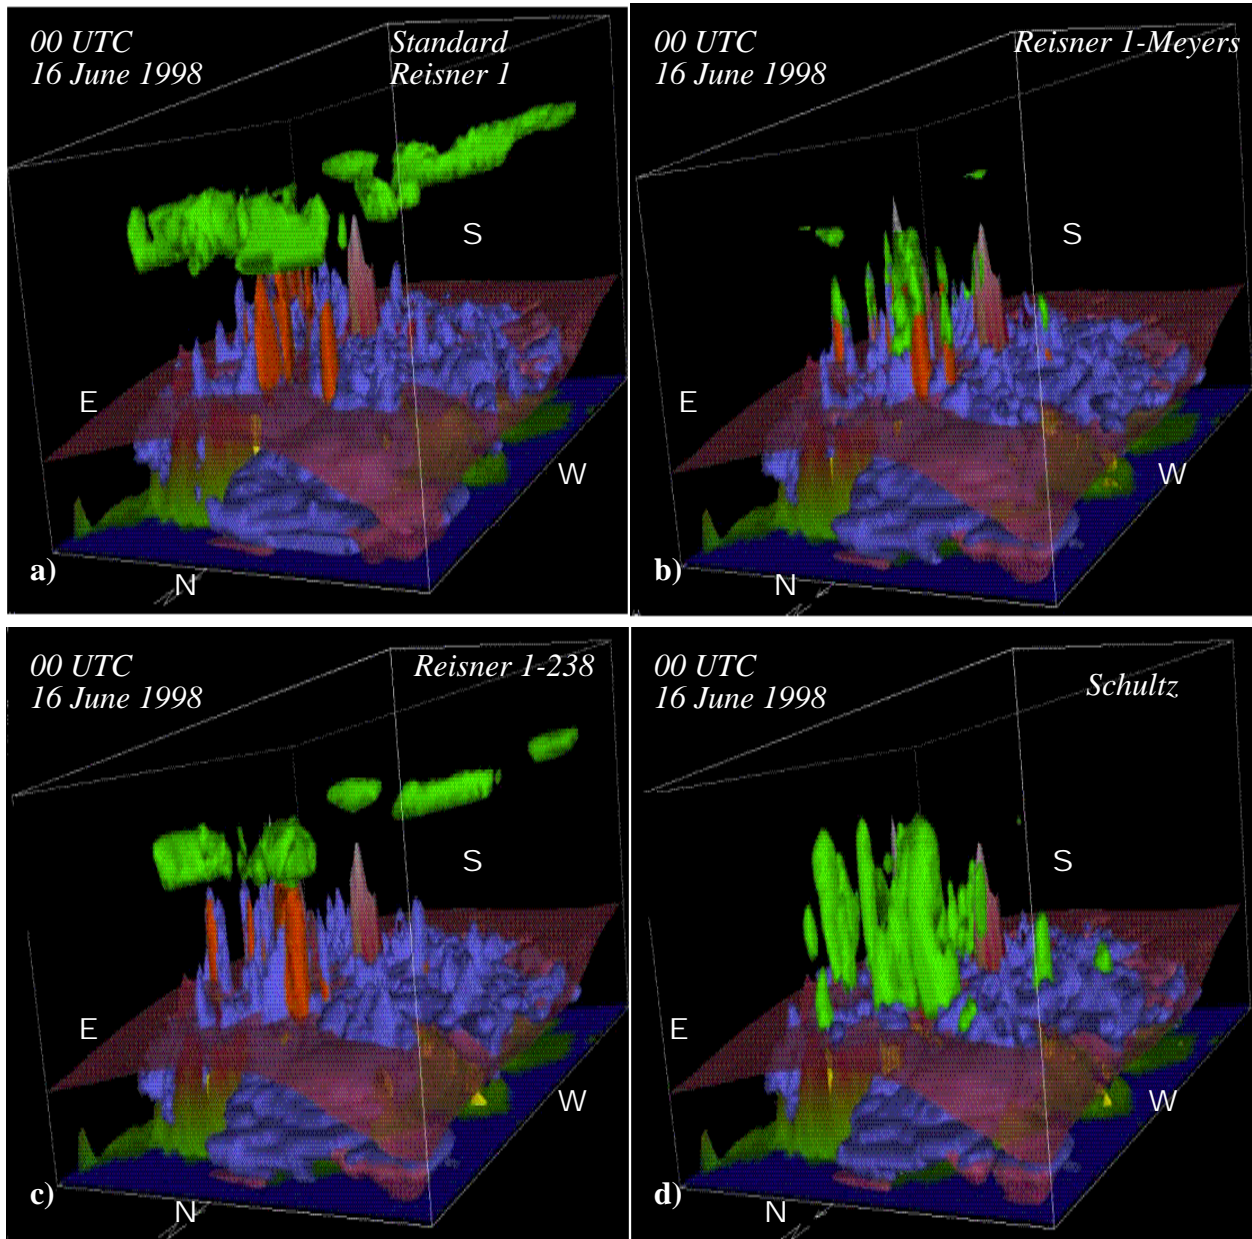 00 UTC
16 June 1998
Standard
Reisner 1
S
E
W
N
a)
00 UTC
16 June 1998
Reisner 1-Meyers
S
E
W
N
b)
00 UTC
16 June 1998
Reisner 1-238
S
E
W
N
c)
00 UTC
16 June 1998
Schultz
S
E
W
N
d)